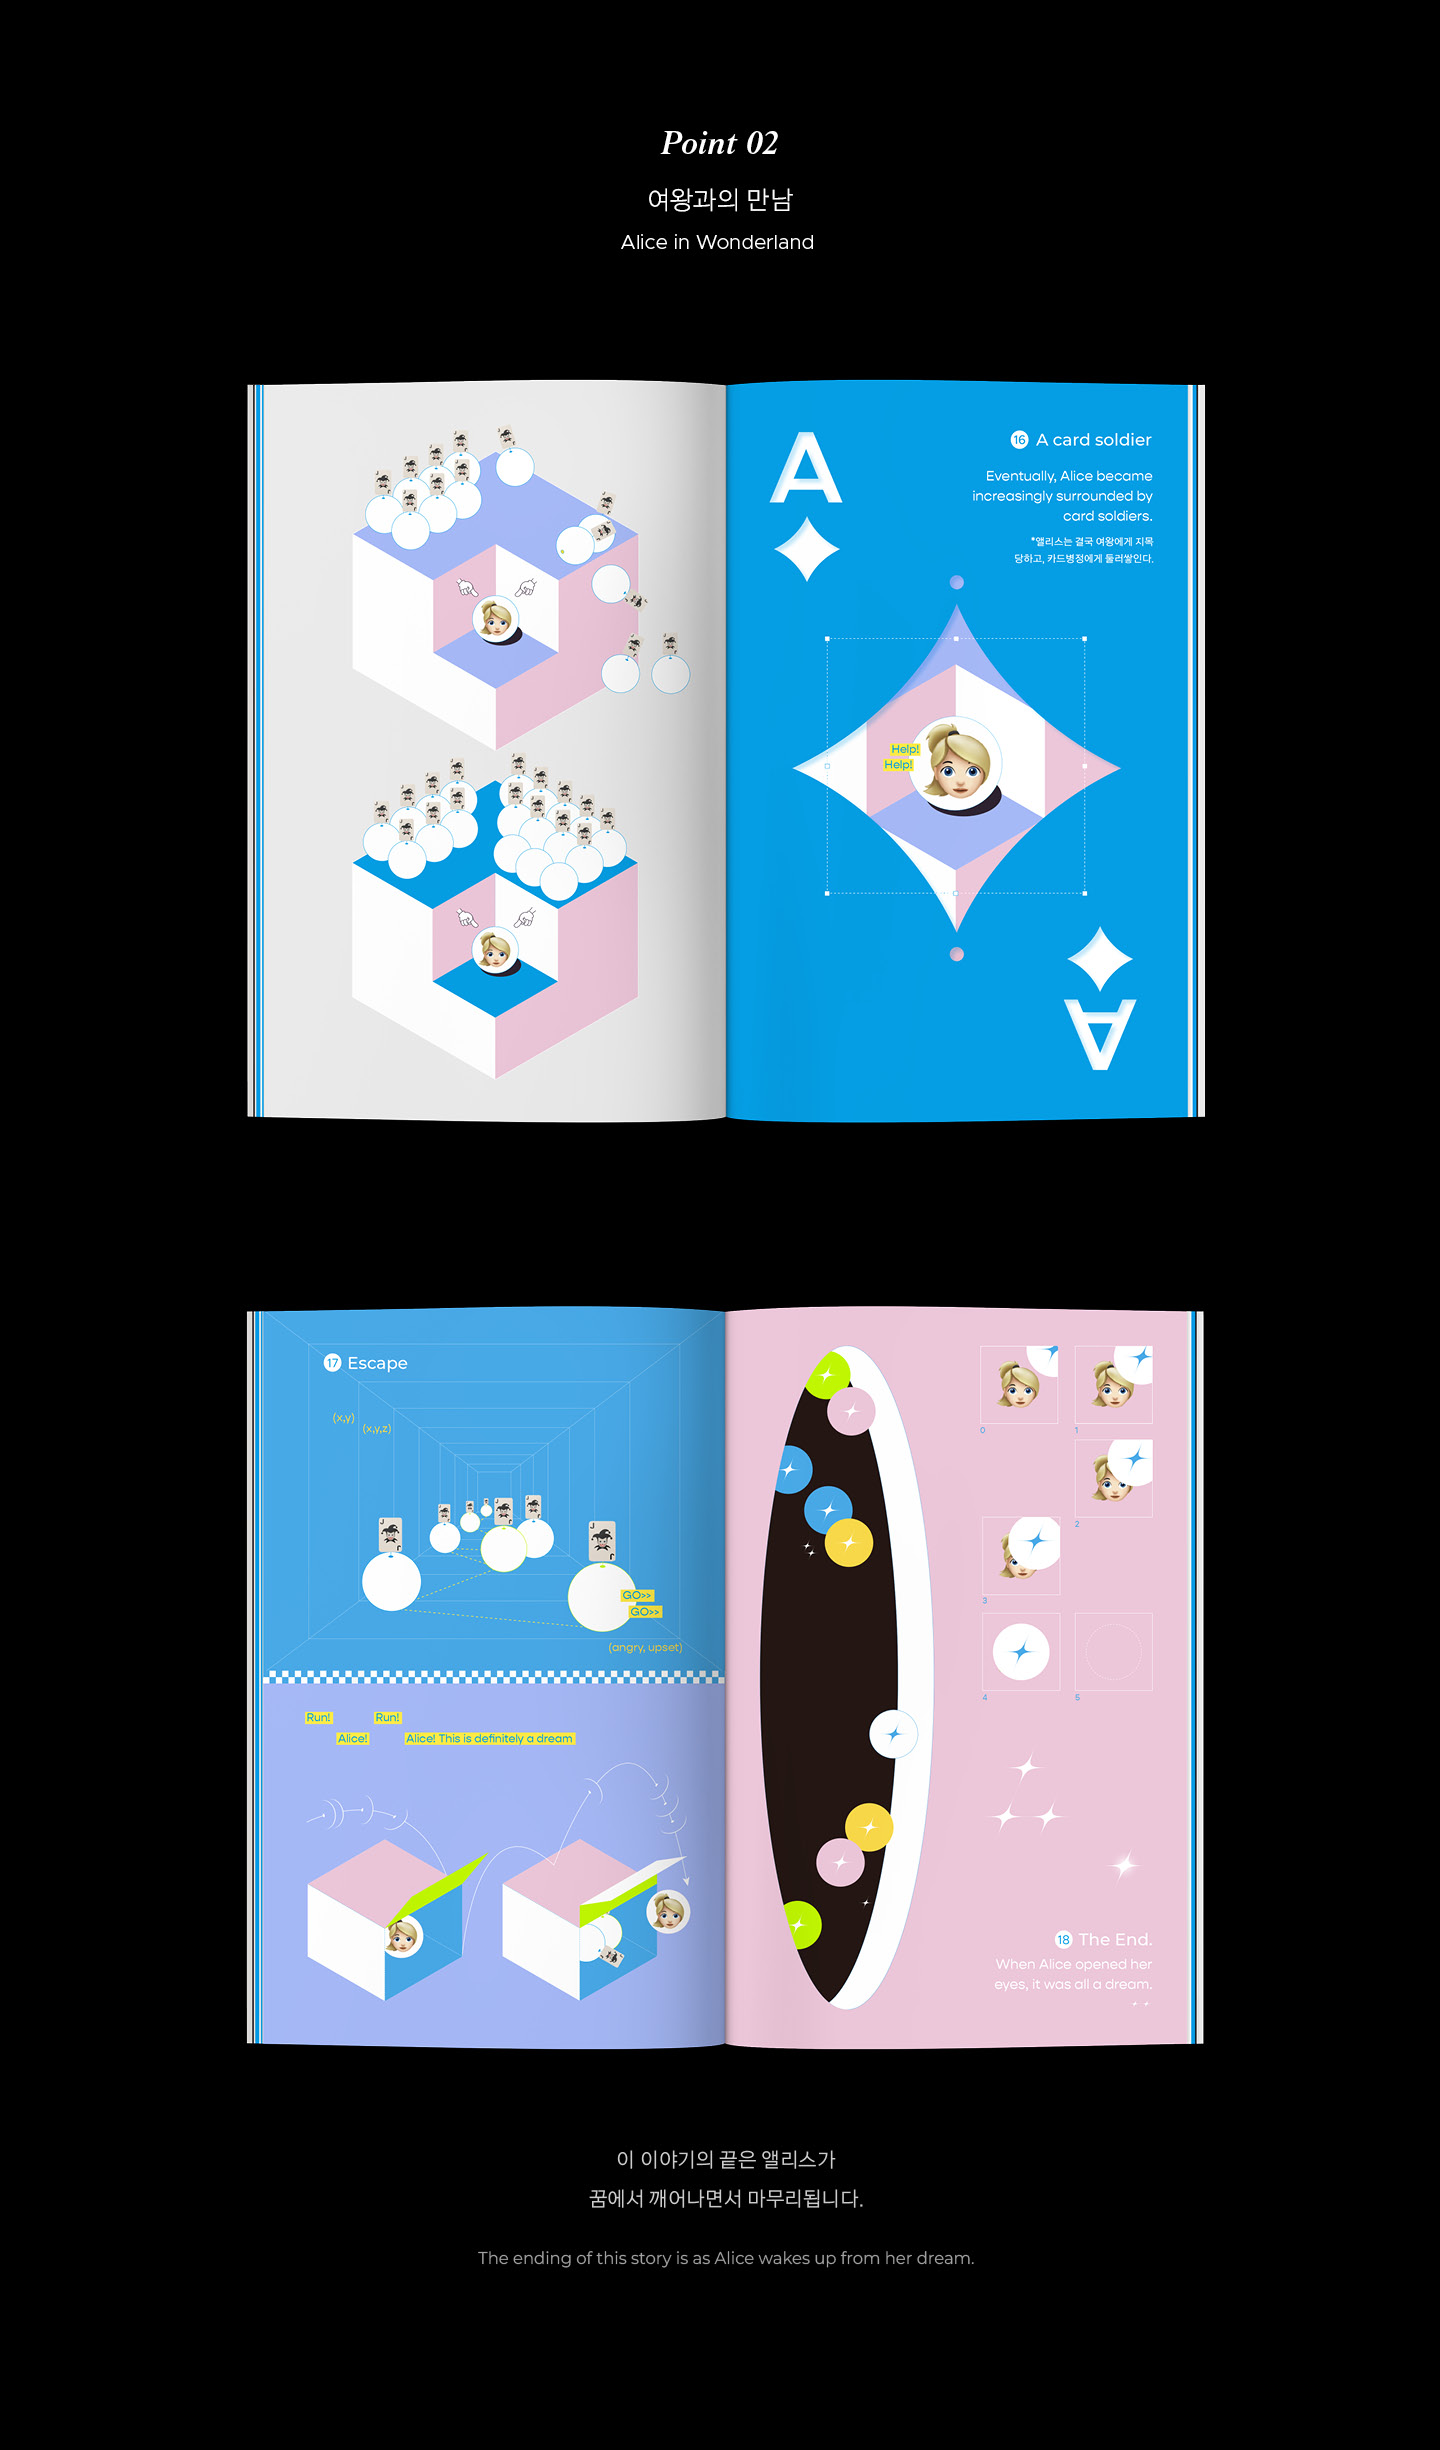 Point 02
여왕과의 만남
Alice in Wonderland
A
16 A card soldier
Eventually, Alice became
increasingly surrounded by
card soldiers.
*앨리스는 결국 여왕에게 지목
당하고, 카드병정에게 둘러쌓인다.
Help!
Help!
A
17 Escape
(x,y)
(x,y,z)
J
J
GO>>
GO>>
(angry, upset)
Run! Run!
Alice! Alice! This is definitely a dream
0 1
2
3
4 5
18 The End.
When Alice opened her
eyes, it was all a dream.
이 이야기의 끝은 앨리스가
꿈에서 깨어나면서 마무리됩니다.
The ending of this story is as Alice wakes up from her dream.